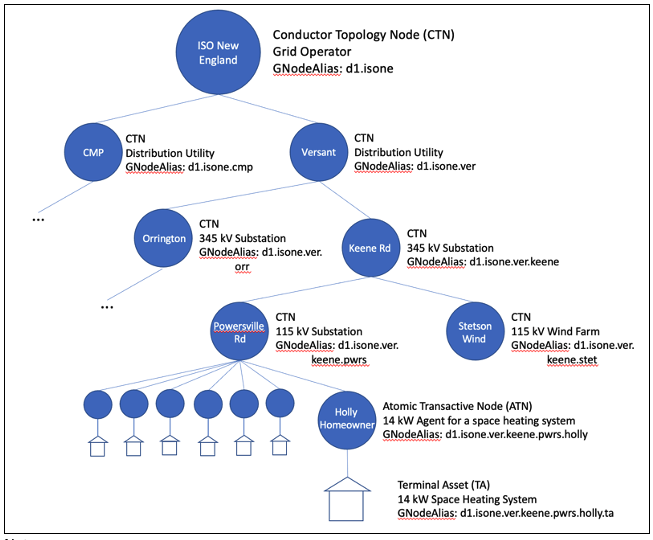 ISO New
England
Conductor Topology Node (CTN)
Grid Operator
GNodeAlias: d1.isone
CMP
CTN
Distribution Utility
GNodeAlias: d1.isone.cmp
Versant
CTN
Distribution Utility
GNodeAlias: d1.isone.ver
...
Orrington
CTN
345 kV Substation
GNodeAlias: d1.isone.ver.
orr
Keene Rd
CTN
345 kV Substation
GNodeAlias: d1.isone.ver.keene
...
Powersville
Rd
CTN
115 kV Substation
GNodeAlias: d1.isone.ver.
keene.pwrs
Stetson
Wind
CTN
115 kV Wind Farm
GNodeAlias: d1.isone.ver.
keene.stet
Holly
Homeowner
Atomic Transactive Node (ATN)
14 kW Agent for a space heating system
GNodeAlias: d1.isone.ver.keene.pwrs.holly
Terminal Asset (TA)
14 kW Space Heating System
GNodeAlias: d1.isone.ver.keene.pwrs.holly.ta